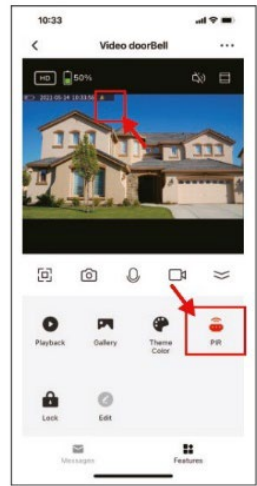 10:33
Video doorBell
HD 50%
Playback Gallery Theme Color PIR
Lock Edit
Messages Features